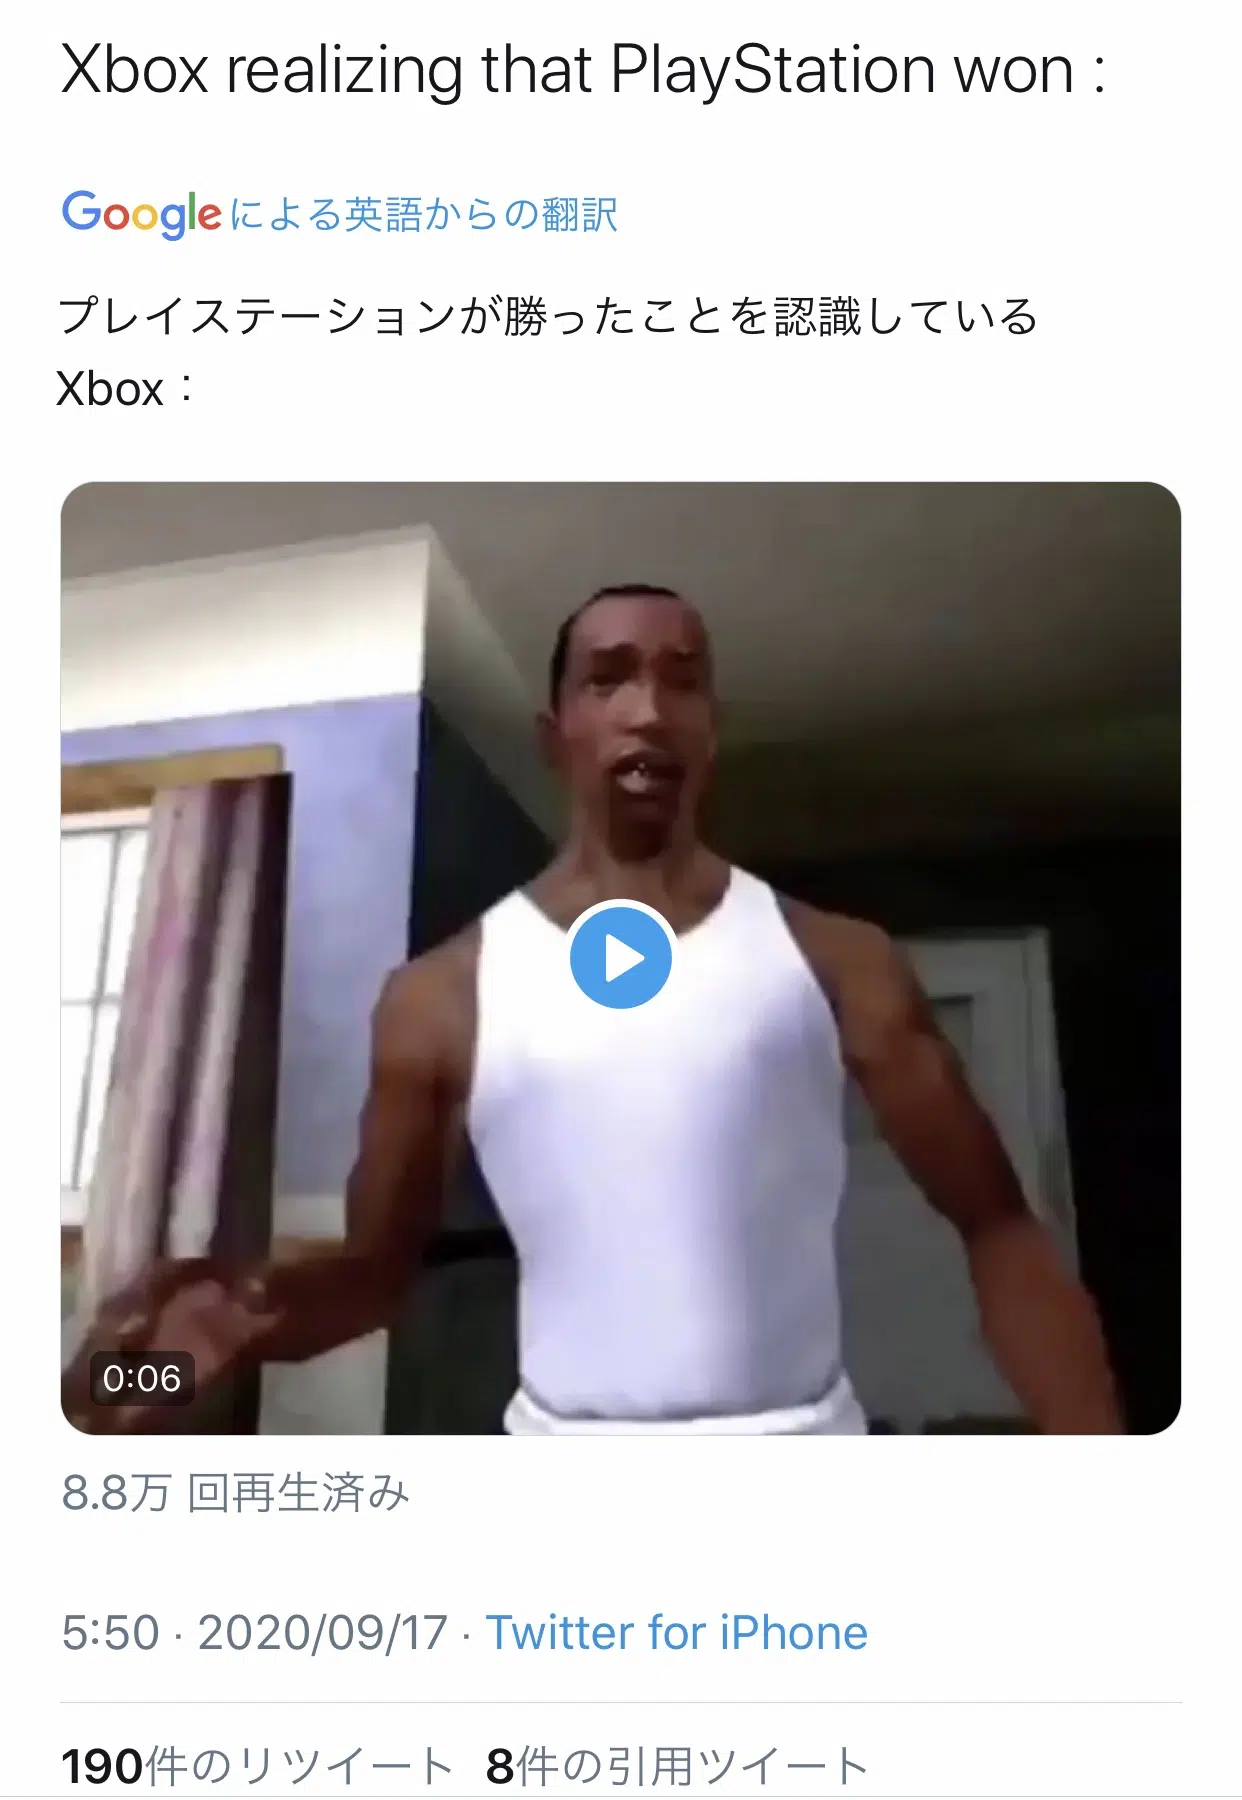 Xbox realizing that PlayStation won :
Googleによる英語からの翻訳
プレイステーションが勝ったことを認識している
Xbox：
0:06
8.8万 回再生済み
5:50 · 2020/09/17 · Twitter for iPhone
190件のリツイート 8件の引用ツイート